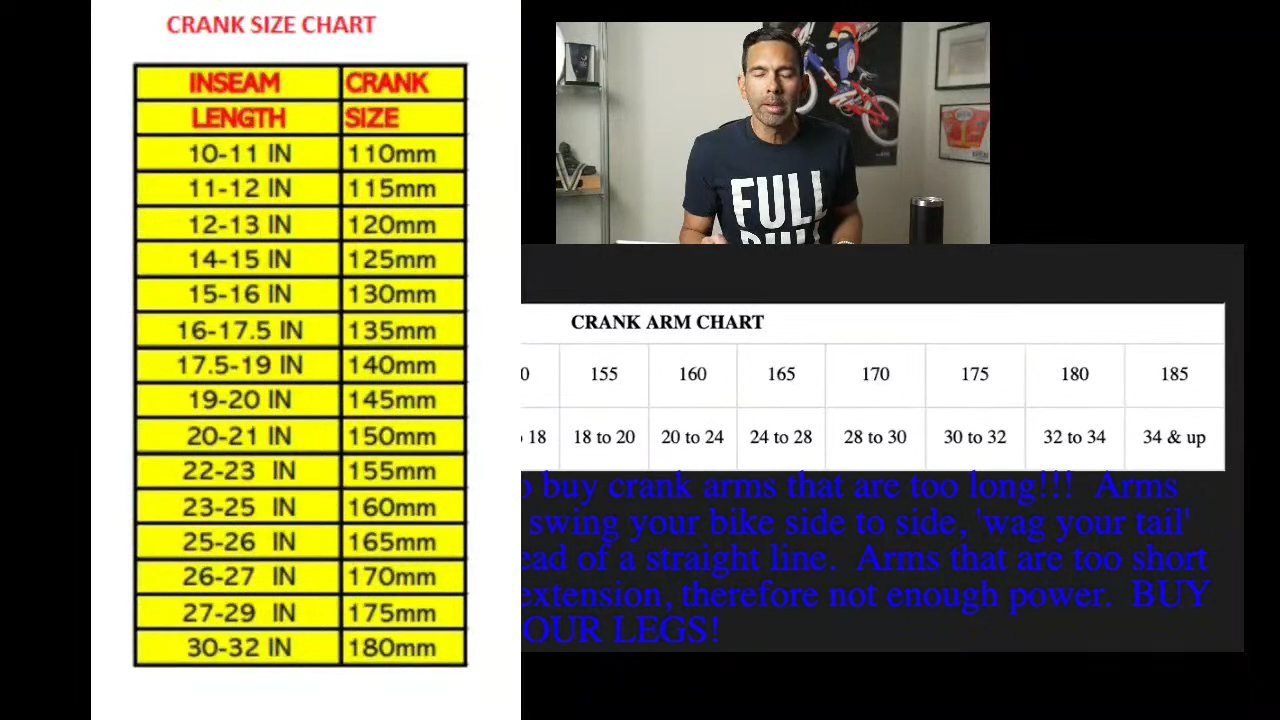 CRANK SIZE CHART
INSEAM CRANK
LENGTH SIZE
10-11 IN 110mm
11-12 IN 115mm
12-13 IN 120mm
14-15 IN 125mm
15-16 IN 130mm
16-17.5 IN 135mm
17.5-19 IN 140mm
19-20 IN 145mm
20-21 IN 150mm
22-23 IN 155mm
23-25 IN 160mm
25-26 IN 165mm
26-27 IN 170mm
27-29 IN 175mm
30-32 IN 180mm
FULL
CRANK ARM CHART
0 155 160 165 170 175 180 185
18 18 to 20 20 to 24 24 to 28 28 to 30 30 to 32 32 to 34 34 & up
buy crank arms that are too long!!! Arms
swing your bike side to side, 'wag your tail'
ead of a straight line. Arms that are too short
extension, therefore not enough power. BUY
OUR LEGS!